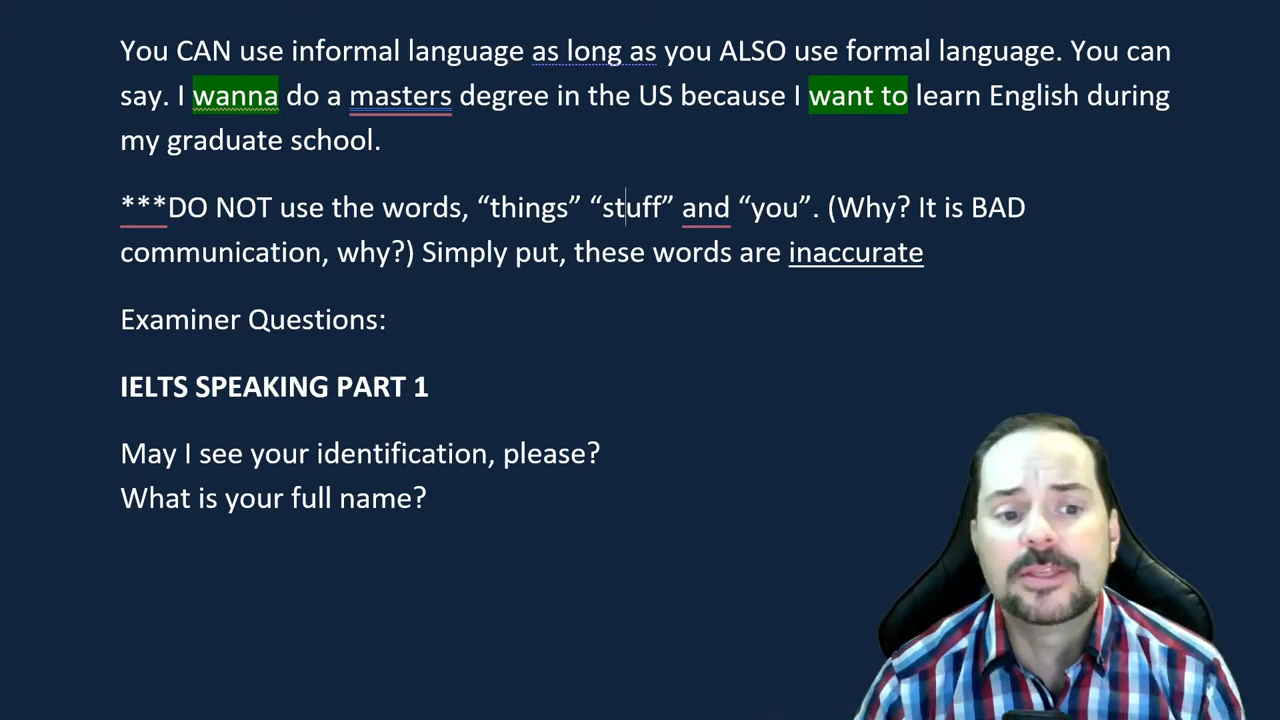 You CAN use informal language as long as you ALSO use formal language. You can
say. I wanna do a masters degree in the US because I want to learn English during
my graduate school.
***DO NOT use the words, “things” “stuff” and “you”. (Why? It is BAD
communication, why?) Simply put, these words are inaccurate
Examiner Questions:
IELTS SPEAKING PART 1
May I see your identification, please?
What is your full name?